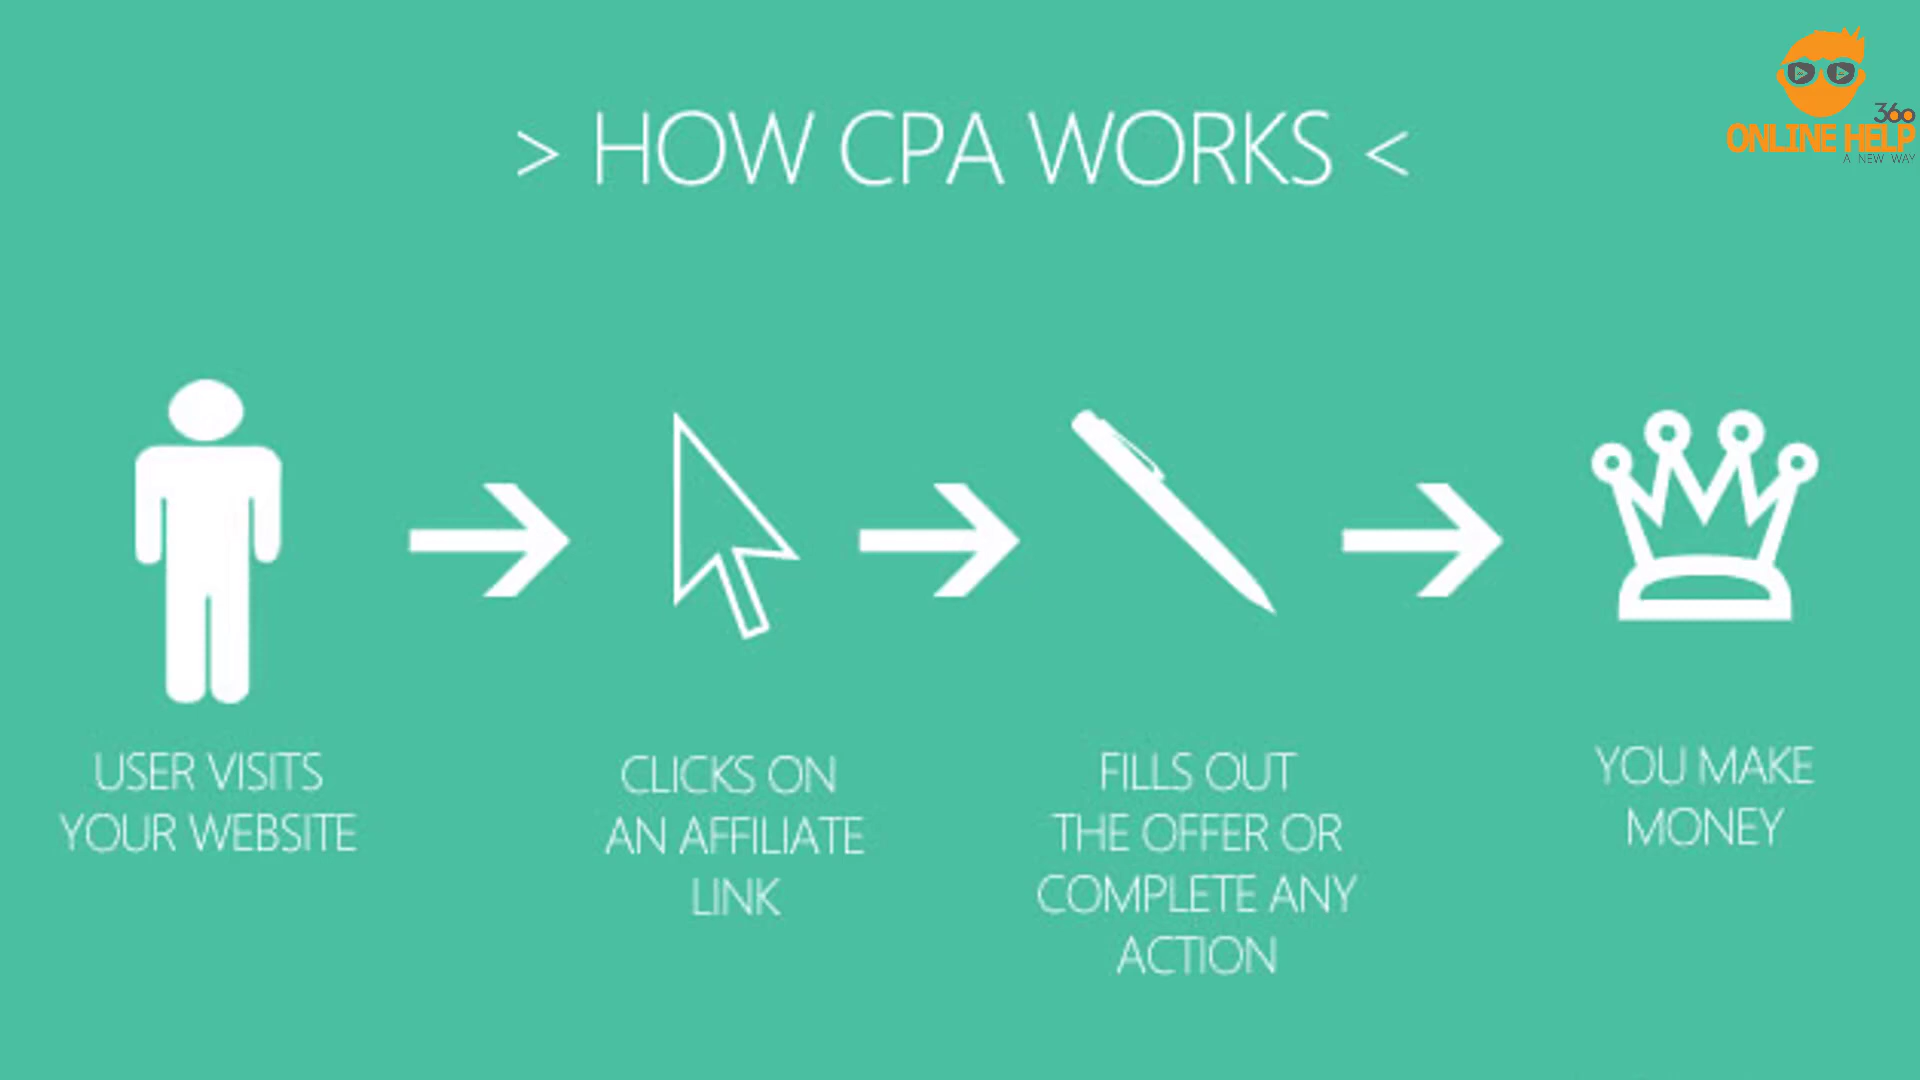 > HOW CPA WORKS <
360
ONLINE HELP
A NEW WAY
USER VISITS
YOUR WEBSITE
CLICKS ON
AN AFFILIATE
LINK
FILLS OUT
THE OFFER OR
COMPLETE ANY
ACTION
YOU MAKE
MONEY